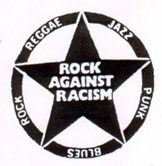 REGGAE
JAZZ
PUNK
BLUES
ROCK
ROCK
AGAINST
RACISM